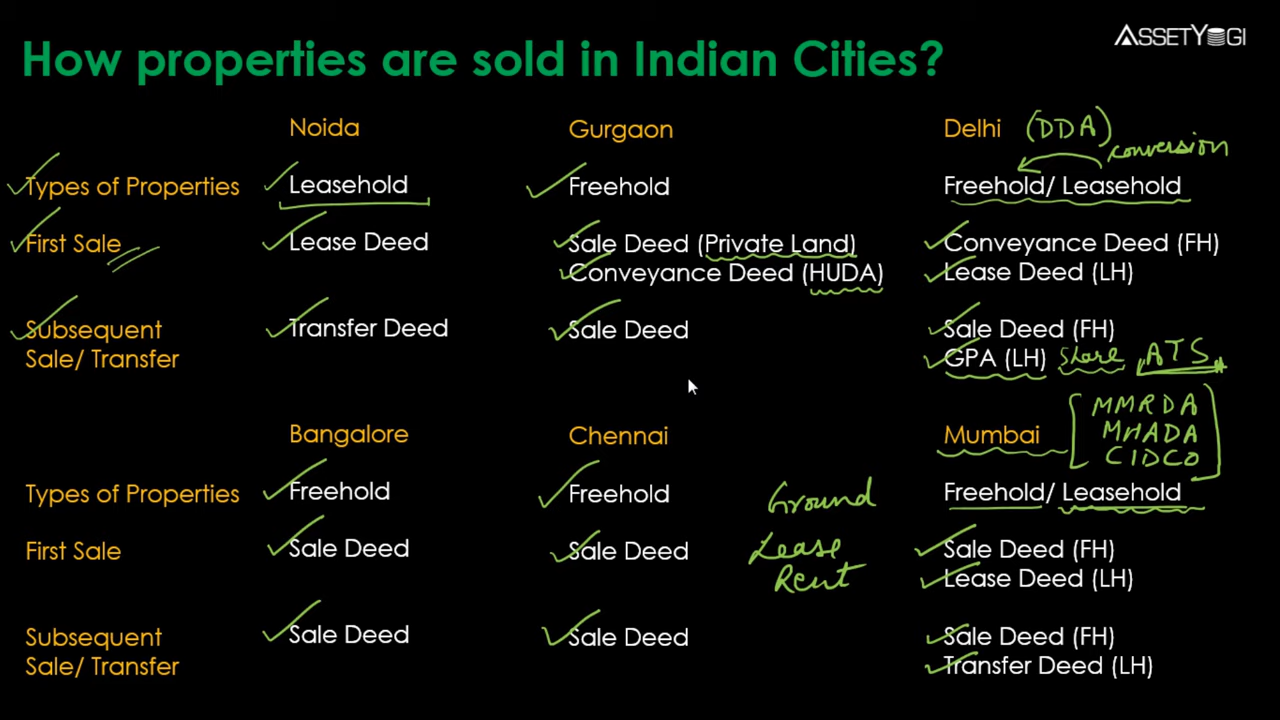 ASSETYOGI
How properties are sold in Indian Cities?
Noida Gurgaon Delhi (DDA)
conversion
Types of Properties Leasehold Freehold Freehold/ Leasehold
First Sale Lease Deed Sale Deed (Private Land) Conveyance Deed (FH)
Conveyance Deed (HUDA) Lease Deed (LH)
Subsequent Transfer Deed Sale Deed Sale Deed (FH)
Sale/ Transfer GPA (LH) Share ATS
MMRDA
Bangalore Chennai Mumbai MHADA
CIDCO
Types of Properties Freehold Freehold Ground Freehold/ Leasehold
First Sale Sale Deed Sale Deed Lease Sale Deed (FH)
Rent Lease Deed (LH)
Subsequent Sale Deed Sale Deed Sale Deed (FH)
Sale/ Transfer Transfer Deed (LH)